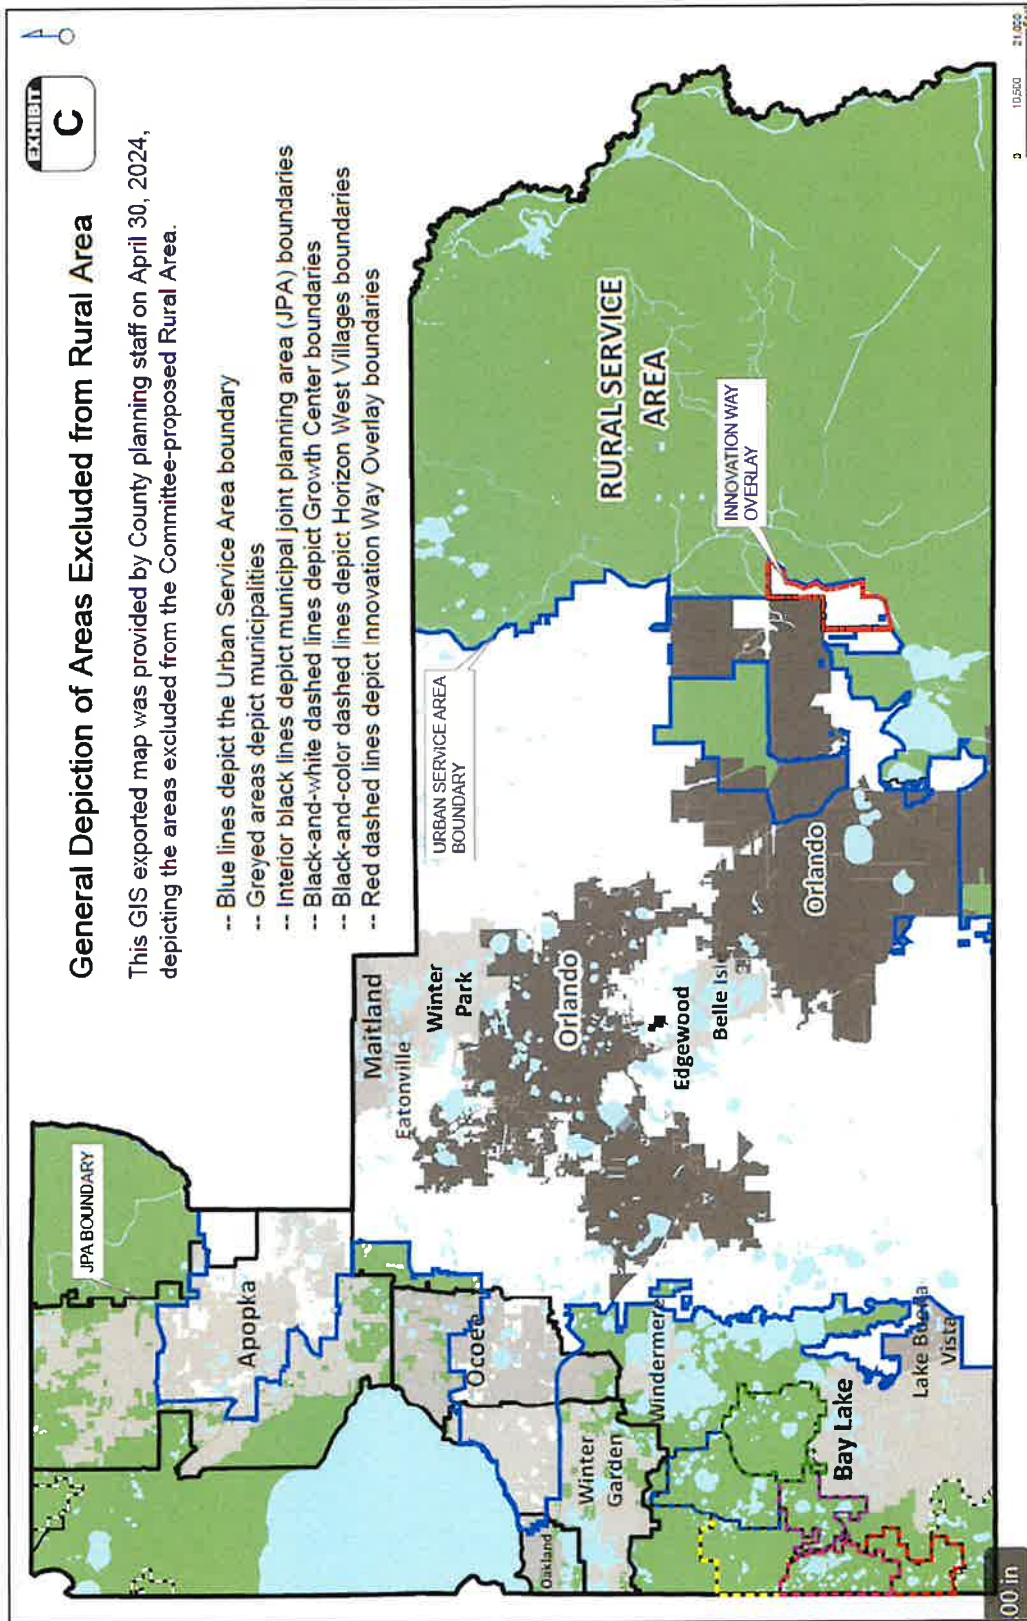 EXHIBIT
C
General Depiction of Areas Excluded from Rural Area
This GIS exported map was provided by County planning staff on April 30, 2024,
depicting the areas excluded from the Committee-proposed Rural Area.
-- Blue lines depict the Urban Service Area boundary
-- Greyed areas depict municipalities
-- Interior black lines depict municipal joint planning area (JPA) boundaries
-- Black-and-white dashed lines depict Growth Center boundaries
-- Black-and-color dashed lines depict Horizon West Villages boundaries
-- Red dashed lines depict Innovation Way Overlay boundaries
JPA BOUNDARY
Apopka
Maitland
Eatonville
Winter
Park
URBAN SERVICE AREA
BOUNDARY
Ocoee
Orlando
RURAL SERVICE
AREA
Oakland
Winter
Garden
Windermere
Edgewood
Belle Isle
INNOVATION WAY
OVERLAY
Orlando
Bay Lake
Lake Buena
Vista
00 in
0
10,500
21,000